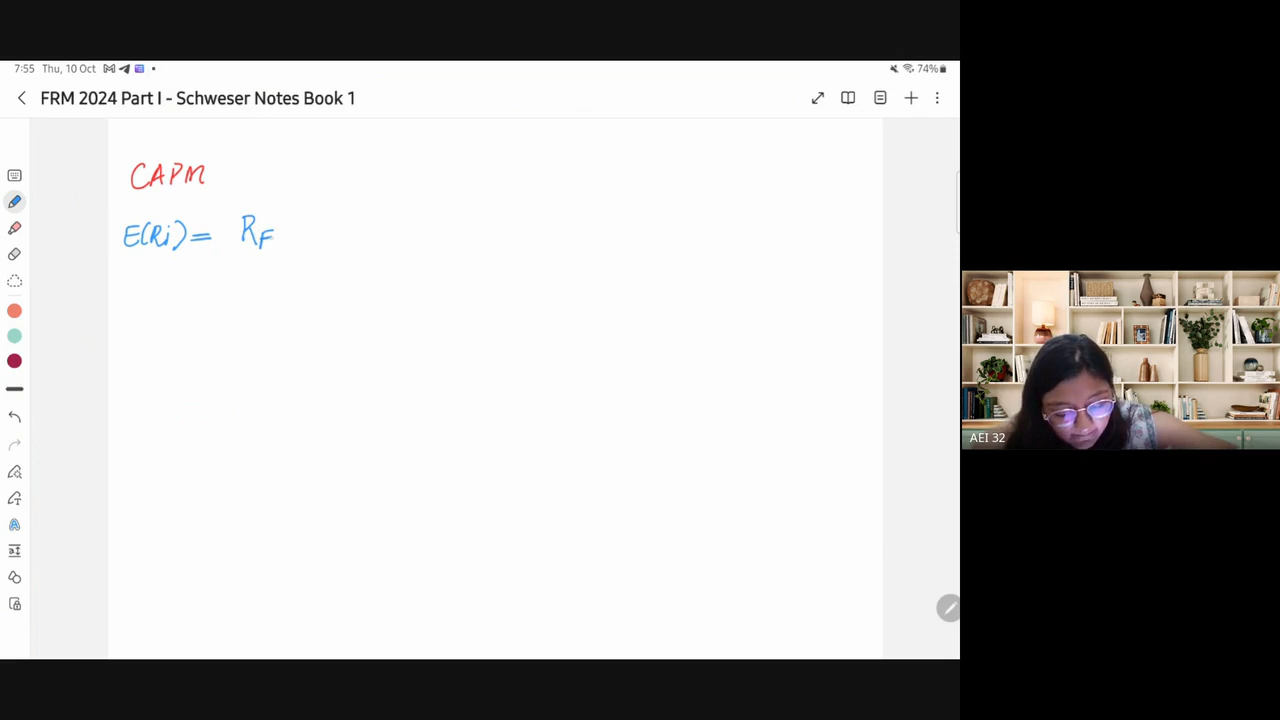 7:55 Thu, 10 Oct
74%
FRM 2024 Part I - Schweser Notes Book 1
CAPM
E(Ri) = RF
AEI 32